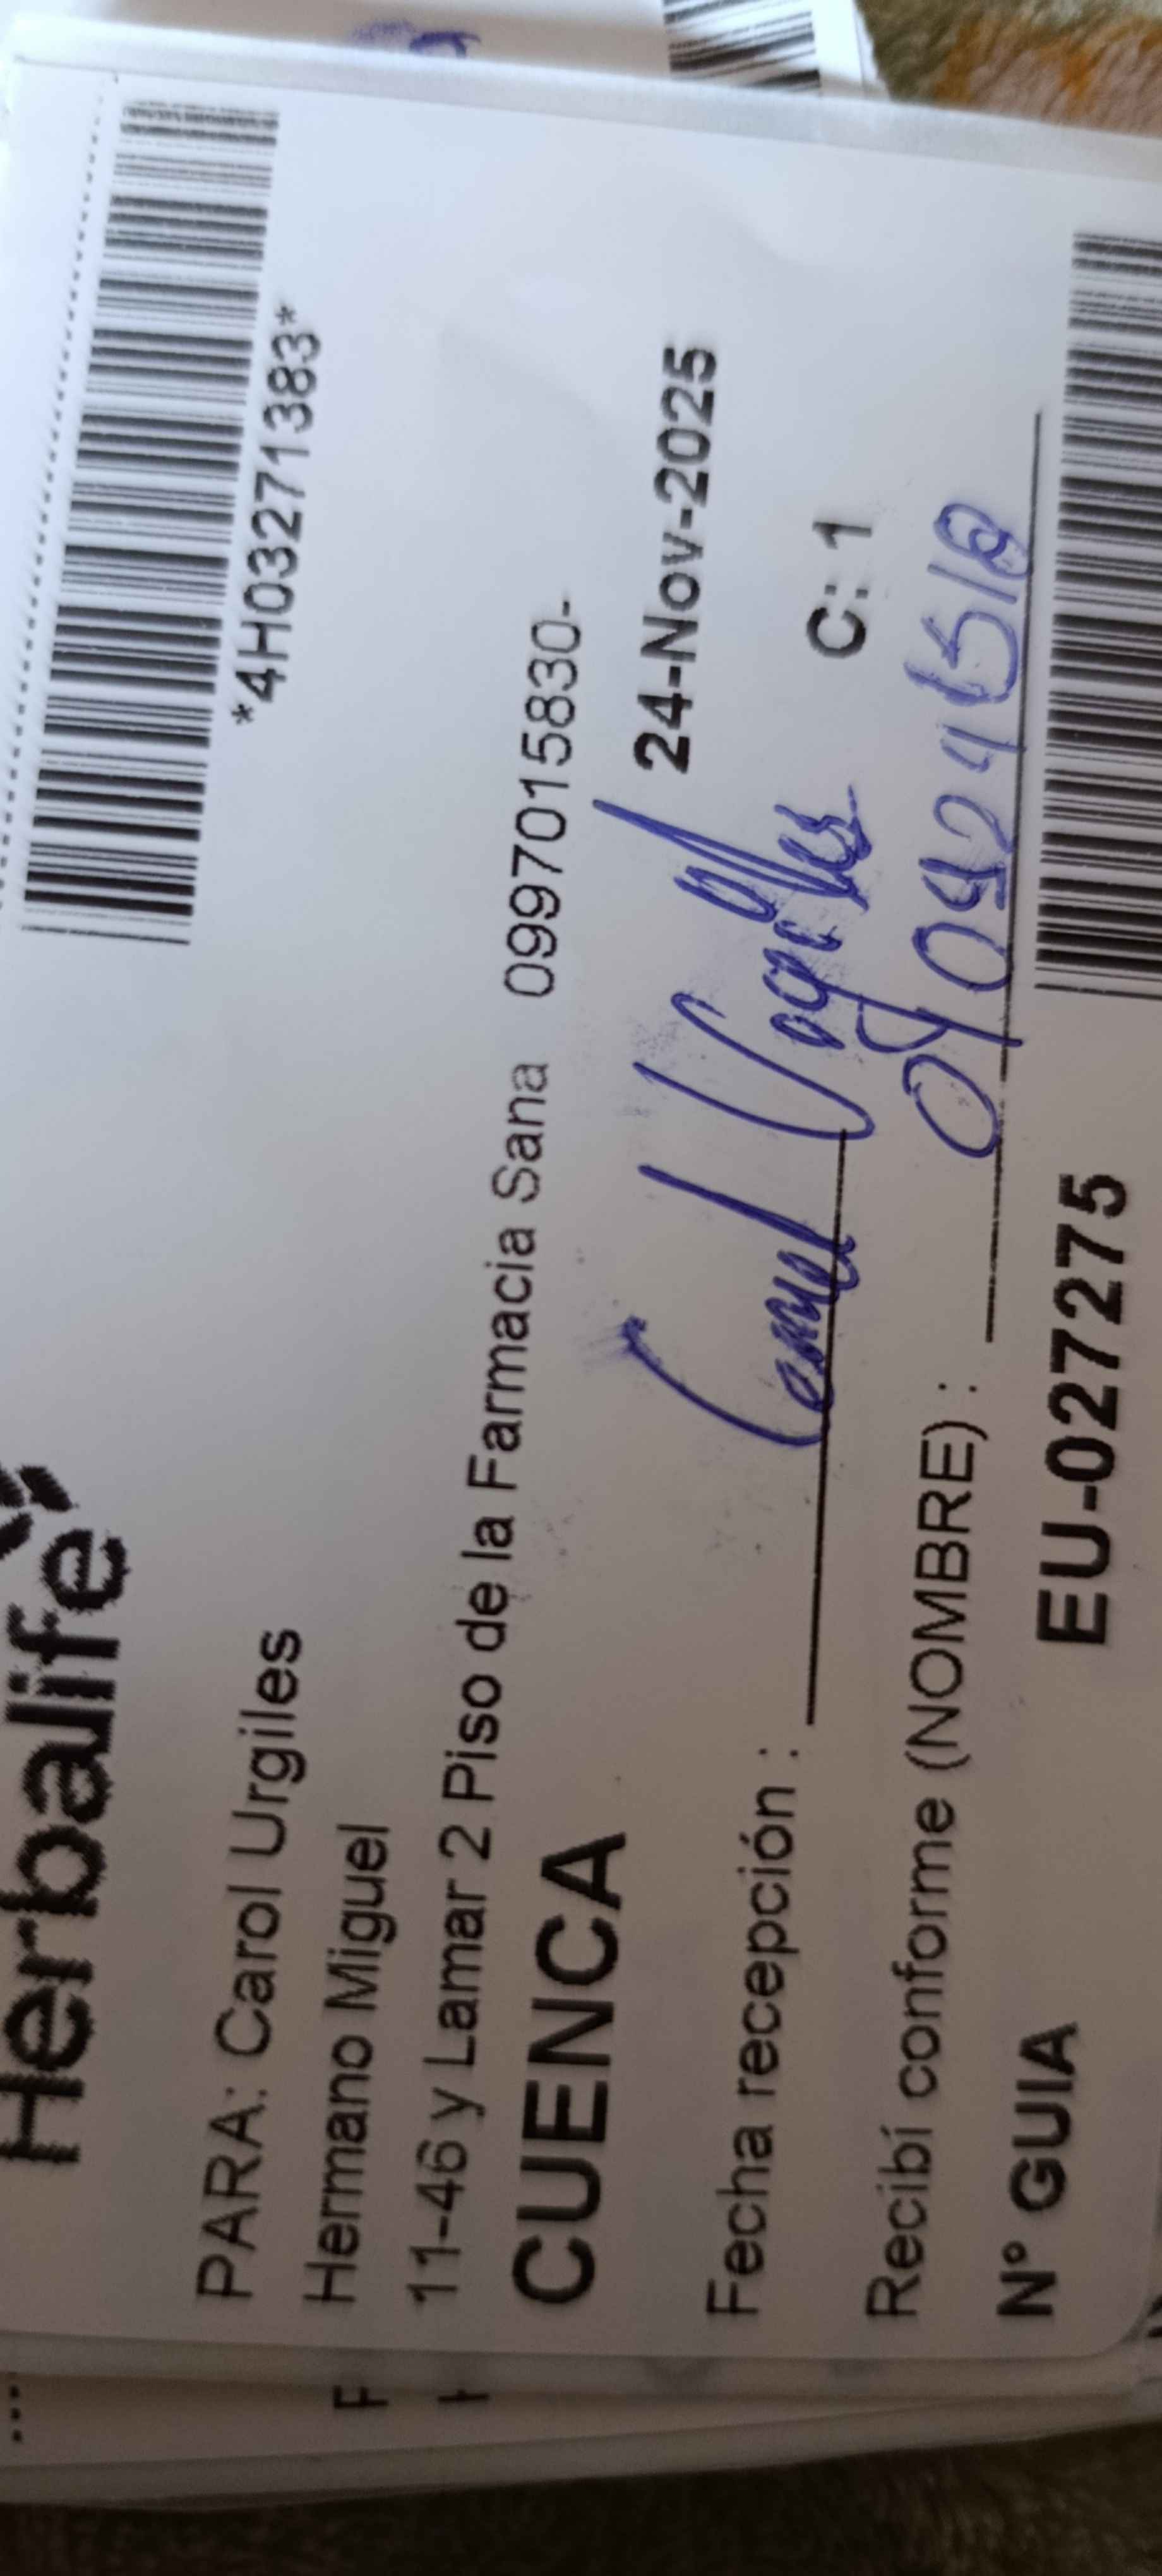 Herbalife
*4H03271383*
PARA: Carol Urgiles
Hermano Miguel
11-46 y Lamar 2 Piso de la Farmacia Sana 0997015830-
CUENCA
24-Nov-2025
Fecha recepción :
C: 1
Recibí conforme (NOMBRE) :
Nº GUIA
EU-027275